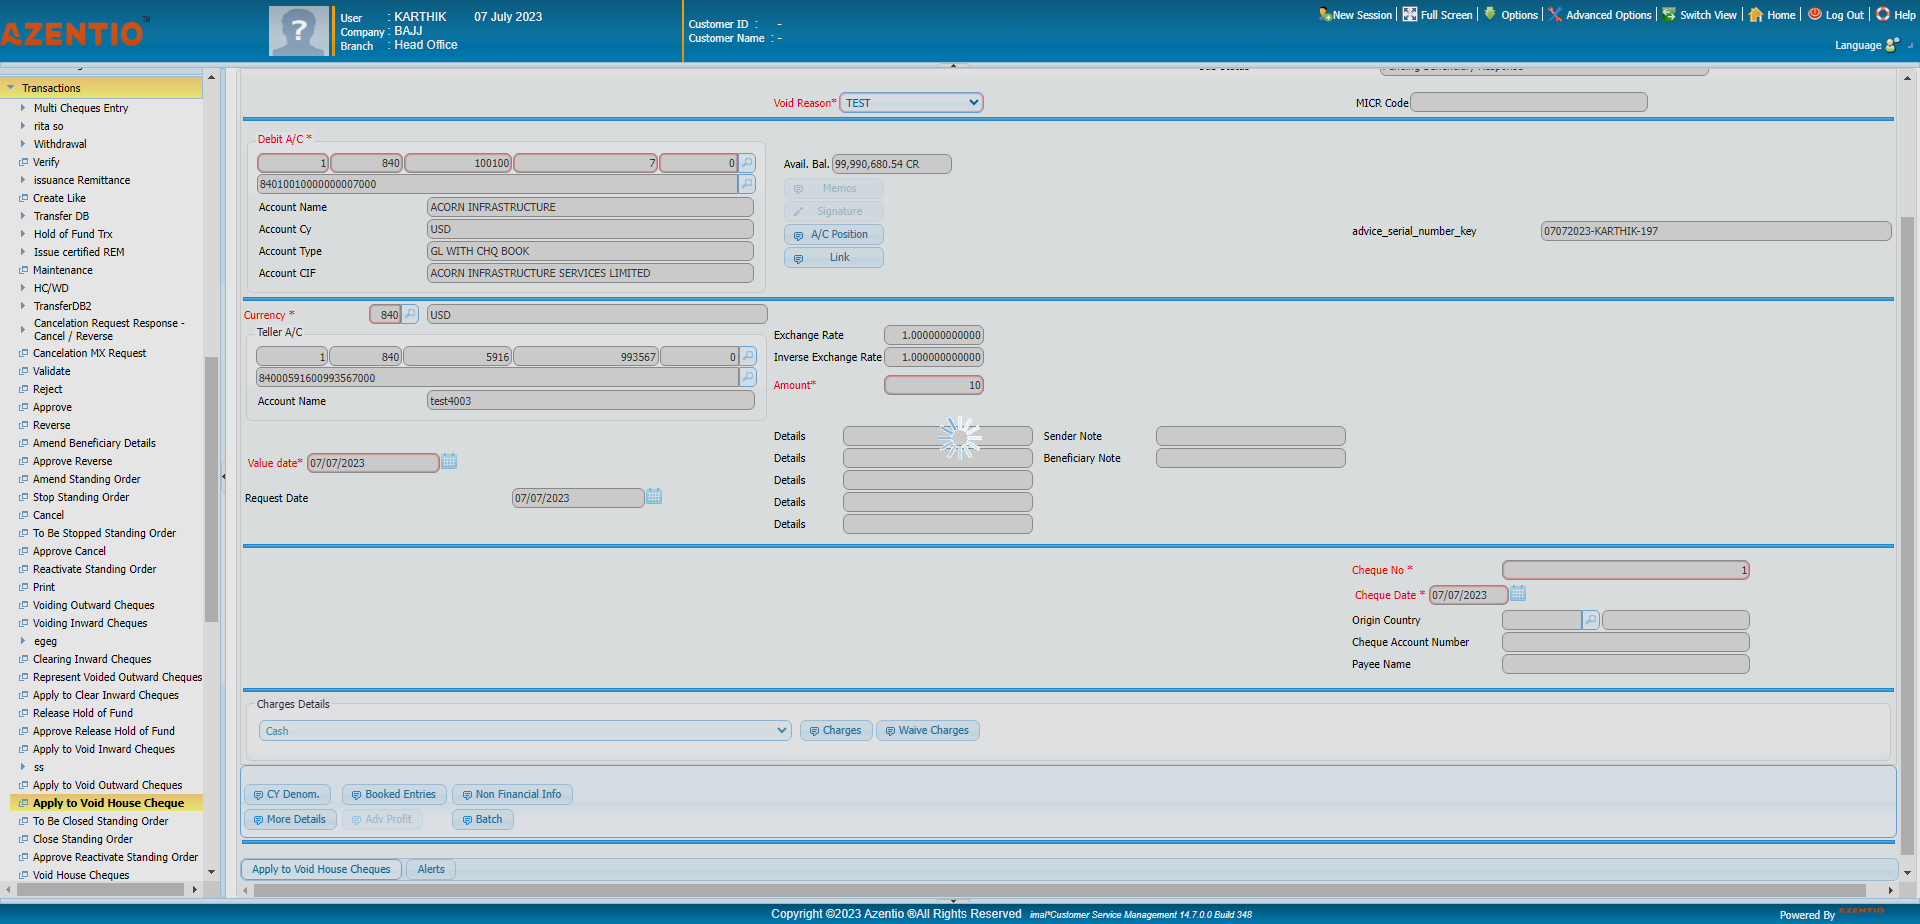 AZENTIO™
User : KARTHIK 07 July 2023
Company : BAJJ
Branch : Head Office
Customer ID : -
Customer Name : -
New Session
Full Screen
Options
Advanced Options
Switch View
Home
Log Out
Help
Language
Transactions
Multi Cheques Entry
rita so
Withdrawal
Verify
issuance Remittance
Create Like
Transfer DB
Hold of Fund Trx
Issue certified REM
Maintenance
HC/WD
TransferDB2
Cancelation Request Response -
Cancel / Reverse
Cancelation MX Request
Validate
Reject
Approve
Reverse
Amend Beneficiary Details
Approve Reverse
Amend Standing Order
Stop Standing Order
Cancel
To Be Stopped Standing Order
Approve Cancel
Reactivate Standing Order
Print
Voiding Outward Cheques
Voiding Inward Cheques
egeg
Clearing Inward Cheques
Represent Voided Outward Cheques
Apply to Clear Inward Cheques
Release Hold of Fund
Approve Release Hold of Fund
Apply to Void Inward Cheques
ss
Apply to Void Outward Cheques
Apply to Void House Cheque
To Be Closed Standing Order
Close Standing Order
Approve Reactivate Standing Order
Void House Cheques
Void Reason* TEST
MICR Code
Debit A/C *
1 840 100100 7 0
84010010000000007000
Account Name ACORN INFRASTRUCTURE
Account Cy USD
Account Type GL WITH CHQ BOOK
Account CIF ACORN INFRASTRUCTURE SERVICES LIMITED
Avail. Bal. 99,990,680.54 CR
Memos
Signature
A/C Position
Link
advice_serial_number_key 07072023-KARTHIK-197
Currency * 840 USD
Teller A/C
1 840 5916 993567 0
84000591600993567000
Account Name test4003
Exchange Rate 1.000000000000
Inverse Exchange Rate 1.000000000000
Amount* 10
Value date* 07/07/2023
Request Date 07/07/2023
Details
Details
Details
Details
Details
Sender Note
Beneficiary Note
Cheque No * 1
Cheque Date * 07/07/2023
Origin Country
Cheque Account Number
Payee Name
Charges Details
Cash
Charges
Waive Charges
CY Denom.
Booked Entries
Non Financial Info
More Details
Adv Profit
Batch
Apply to Void House Cheques
Alerts
Copyright ©2023 Azentio ®All Rights Reserved imal*Customer Service Management 14.7.0.0 Build 348
Powered By AZENTIO